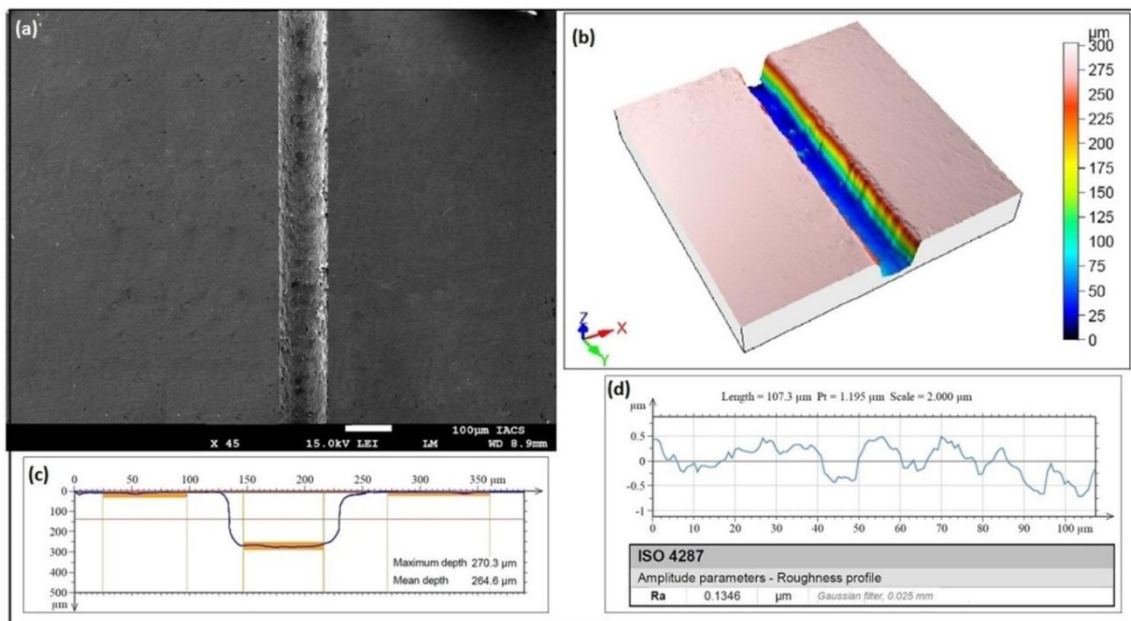 (a)
100µm IACS
X 45 15.0kV LEI LM WD 8.9mm
(b)
µm
300
275
250
225
200
175
150
125
100
75
50
25
0
Z
X
Y
(c)
0 50 100 150 200 250 300 350 µm
0
100
200
300
400
500
µm
Maximum depth 270.3 µm
Mean depth 264.6 µm
(d)
Length = 107.3 µm Pt = 1.195 µm Scale = 2.000 µm
µm
0.5
0
-0.5
-1
0 10 20 30 40 50 60 70 80 90 100 µm
ISO 4287
Amplitude parameters - Roughness profile
Ra 0.1346 µm Gaussian filter, 0.025 mm